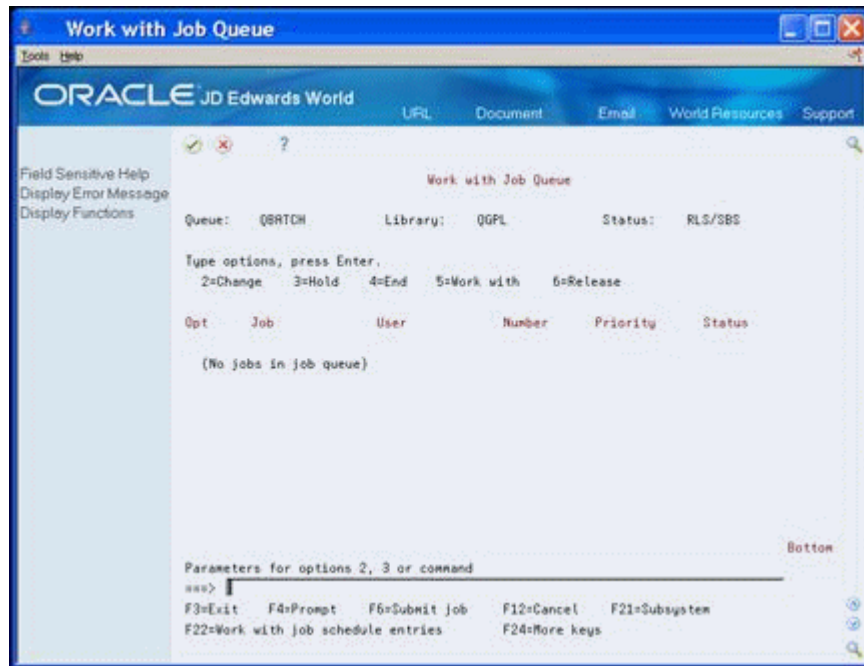 Work with Job Queue
Tools Help
ORACLE JD Edwards World
URL Document Email World Resources Support
?
Field Sensitive Help
Display Error Message
Display Functions
Work with Job Queue
Queue: QBATCH Library: QGPL Status: RLS/SBS
Type options, press Enter.
2=Change 3=Hold 4=End 5=Work with 6=Release
Opt Job User Number Priority Status
(No jobs in job queue)
Bottom
Parameters for options 2, 3 or command
===>
F3=Exit F4=Prompt F6=Submit job F12=Cancel F21=Subsystem
F22=Work with job schedule entries F24=More keys